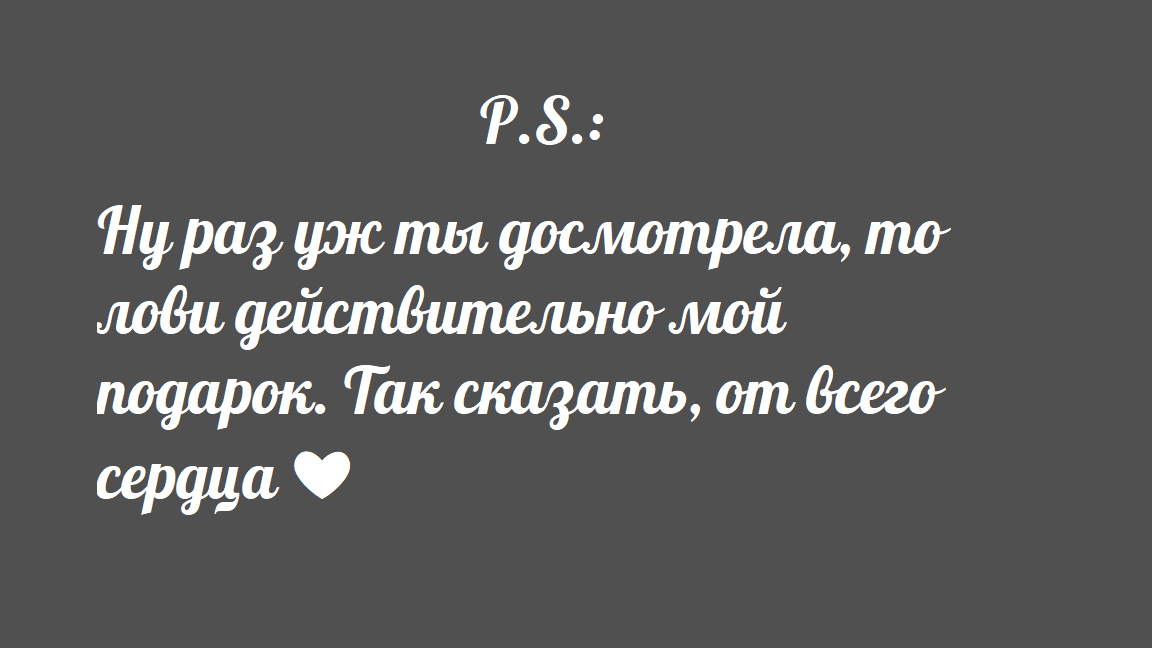 P.S.:
Ну раз уж ты досмотрела, то
лови действительно мой
подарок. Так сказать, от всего
сердца ♥